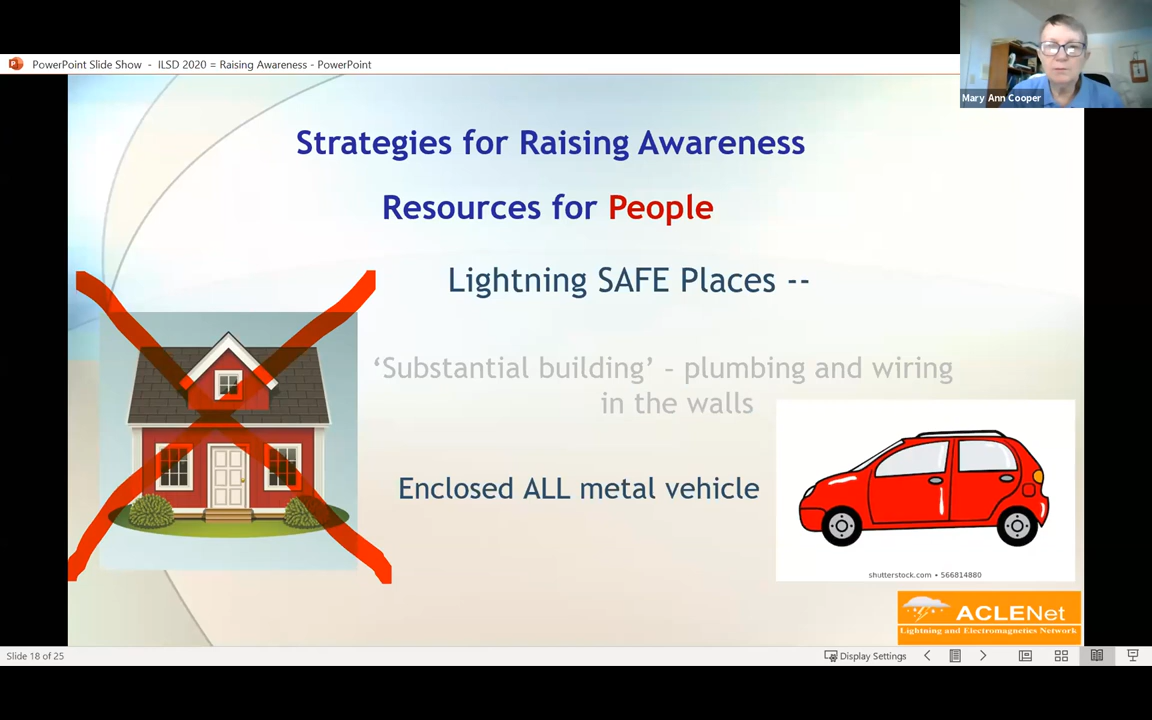 PowerPoint Slide Show - ILSD 2020 = Raising Awareness - PowerPoint
Mary Ann Cooper
Strategies for Raising Awareness
Resources for People
Lightning SAFE Places --
‘Substantial building’ – plumbing and wiring
in the walls
Enclosed ALL metal vehicle
shutterstock.com • 566814880
ACLENet
Lightning and Electromagnetics Network
Slide 18 of 25
Display Settings